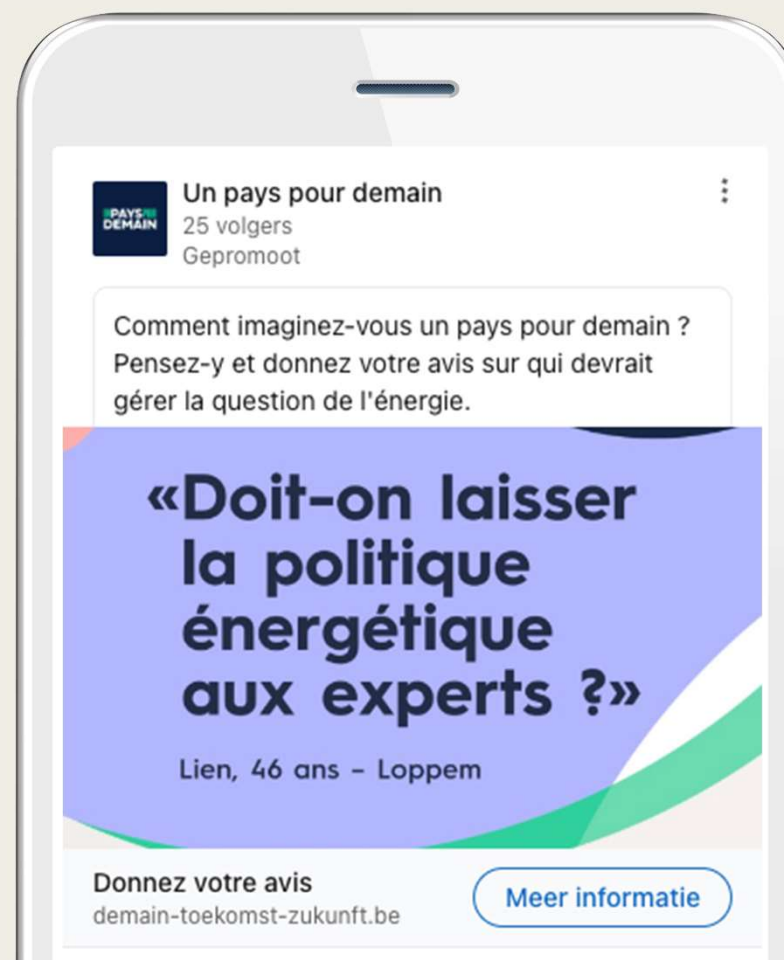 PAYS
DEMAIN
Un pays pour demain
25 volgers
Gepromoot
Comment imaginez-vous un pays pour demain ?
Pensez-y et donnez votre avis sur qui devrait
gérer la question de l'énergie.
«Doit-on laisser
la politique
énergétique
aux experts ?»
Lien, 46 ans – Loppem
Donnez votre avis
demain-toekomst-zukunft.be
Meer informatie